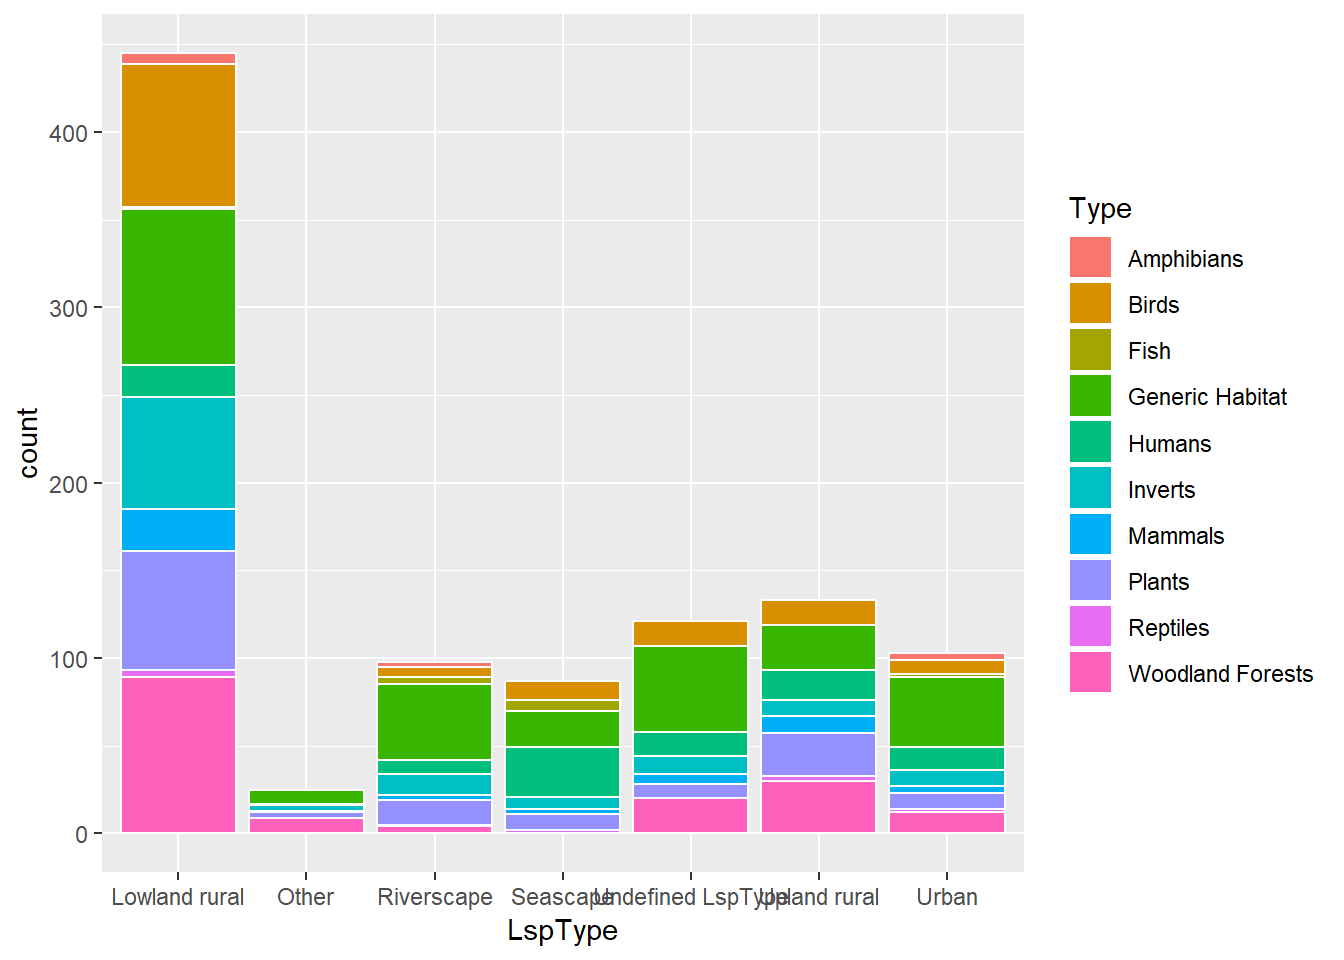 400
300
200
100
0
count
Lowland rural Other Riverscape Seascape Undefined LspType Upland rural Urban
LspType
Type
Amphibians
Birds
Fish
Generic Habitat
Humans
Inverts
Mammals
Plants
Reptiles
Woodland Forests